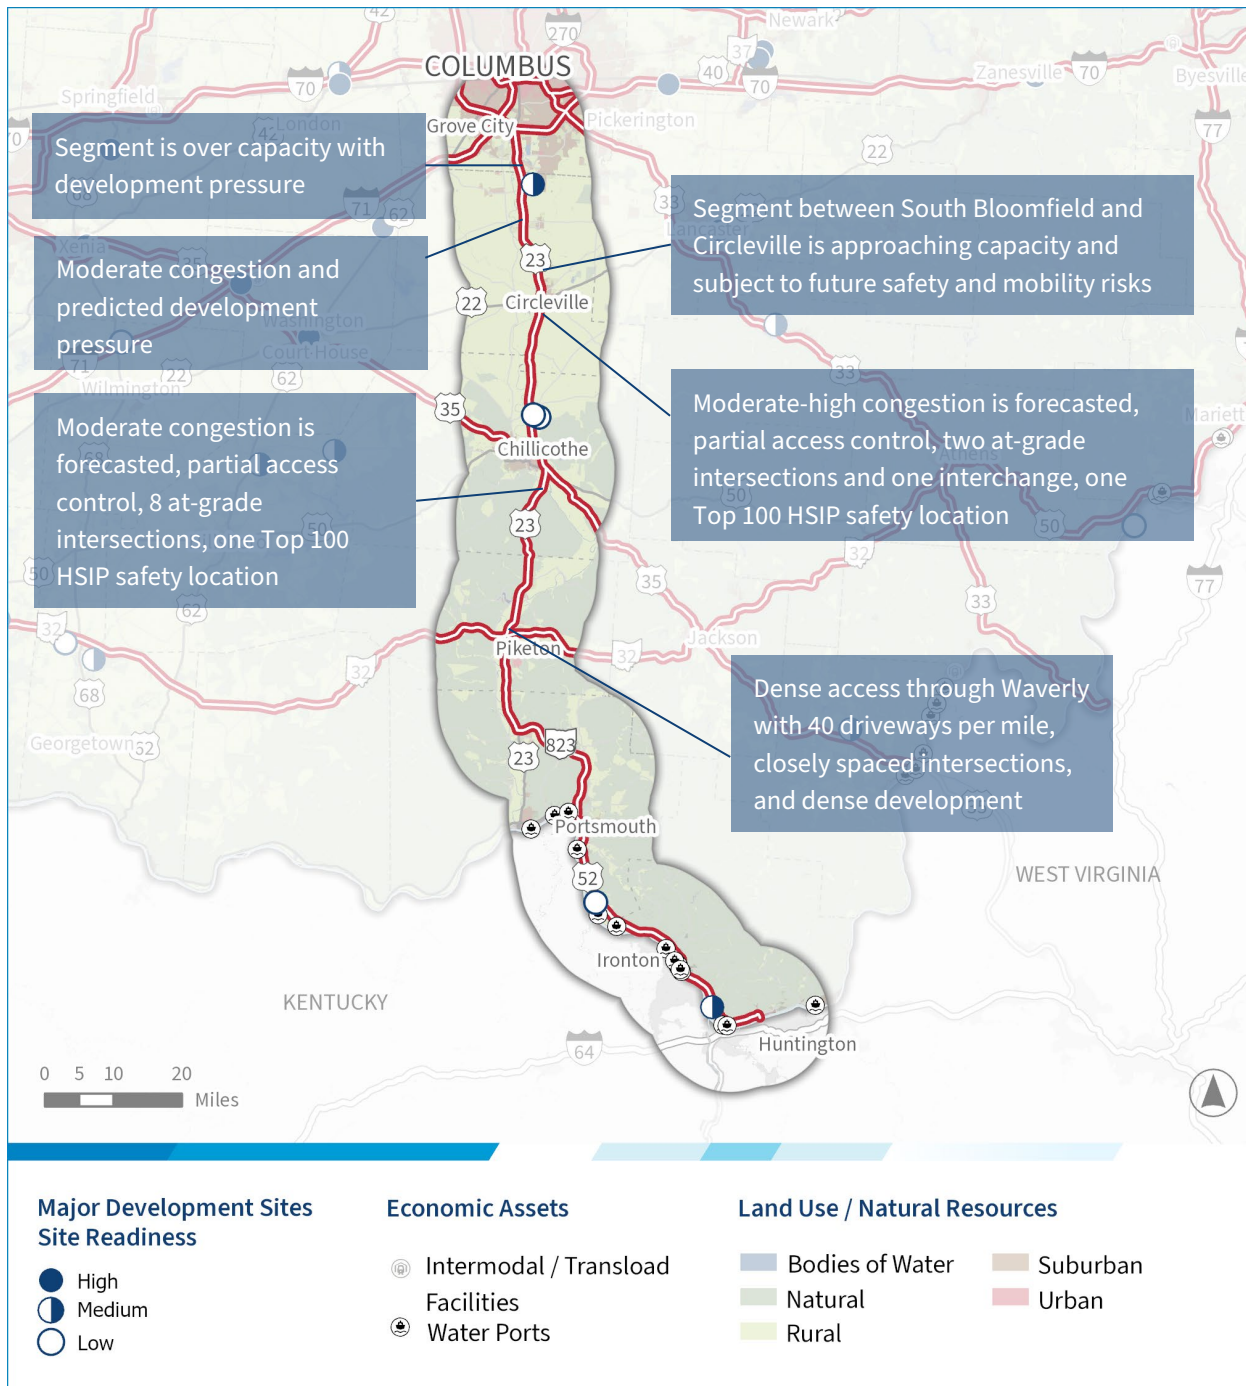 42
270
Newark
COLUMBUS
37
40
70
70
70
Zanesville
Byesville
Springfield
London
42
Grove City
Pickerington
70
77
22
Segment is over capacity with
development pressure
68
71
62
33
Lancaster
Segment between South Bloomfield and
Circleville is approaching capacity and
subject to future safety and mobility risks
Xenia
35
Moderate congestion and
predicted development
pressure
23
22
Circleville
Washington
Court House
71
22
62
Wilmington
33
35
Chillicothe
Moderate congestion is
forecasted, partial access
control, 8 at-grade
intersections, one Top 100
HSIP safety location
Moderate-high congestion is forecasted,
partial access control, two at-grade
intersections and one interchange, one
Top 100 HSIP safety location
Athens
68
50
50
50
50
23
32
35
77
33
62
32
Jackson
Piketon
32
32
68
Georgetown
62
Dense access through Waverly
with 40 driveways per mile,
closely spaced intersections,
and dense development
823
23
Portsmouth
52
WEST VIRGINIA
Ironton
KENTUCKY
64
Huntington
0 5 10 20
Miles
Major Development Sites
Site Readiness
High
Medium
Low
Economic Assets
Intermodal / Transload
Facilities
Water Ports
Land Use / Natural Resources
Bodies of Water
Natural
Rural
Suburban
Urban